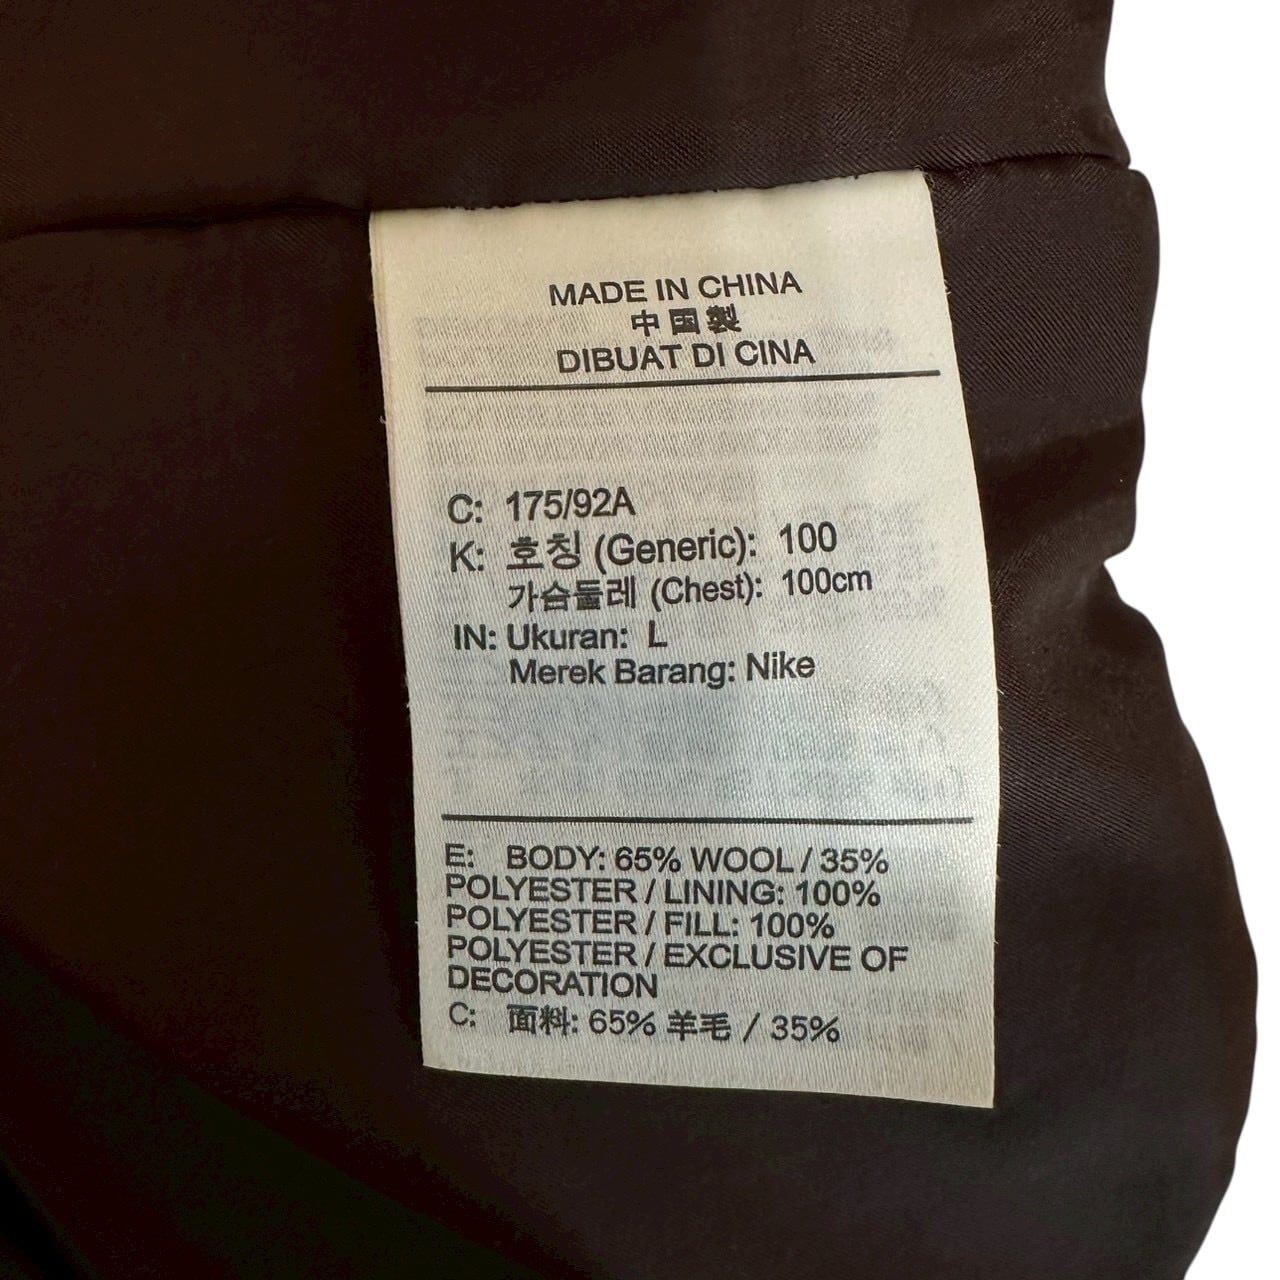 MADE IN CHINA
中国製
DIBUAT DI CINA
C: 175/92A
K: 호칭 (Generic): 100
가슴둘레 (Chest): 100cm
IN: Ukuran: L
Merek Barang: Nike
E: BODY: 65% WOOL / 35%
POLYESTER / LINING: 100%
POLYESTER / FILL: 100%
POLYESTER / EXCLUSIVE OF
DECORATION
C: 面料: 65% 羊毛 / 35%